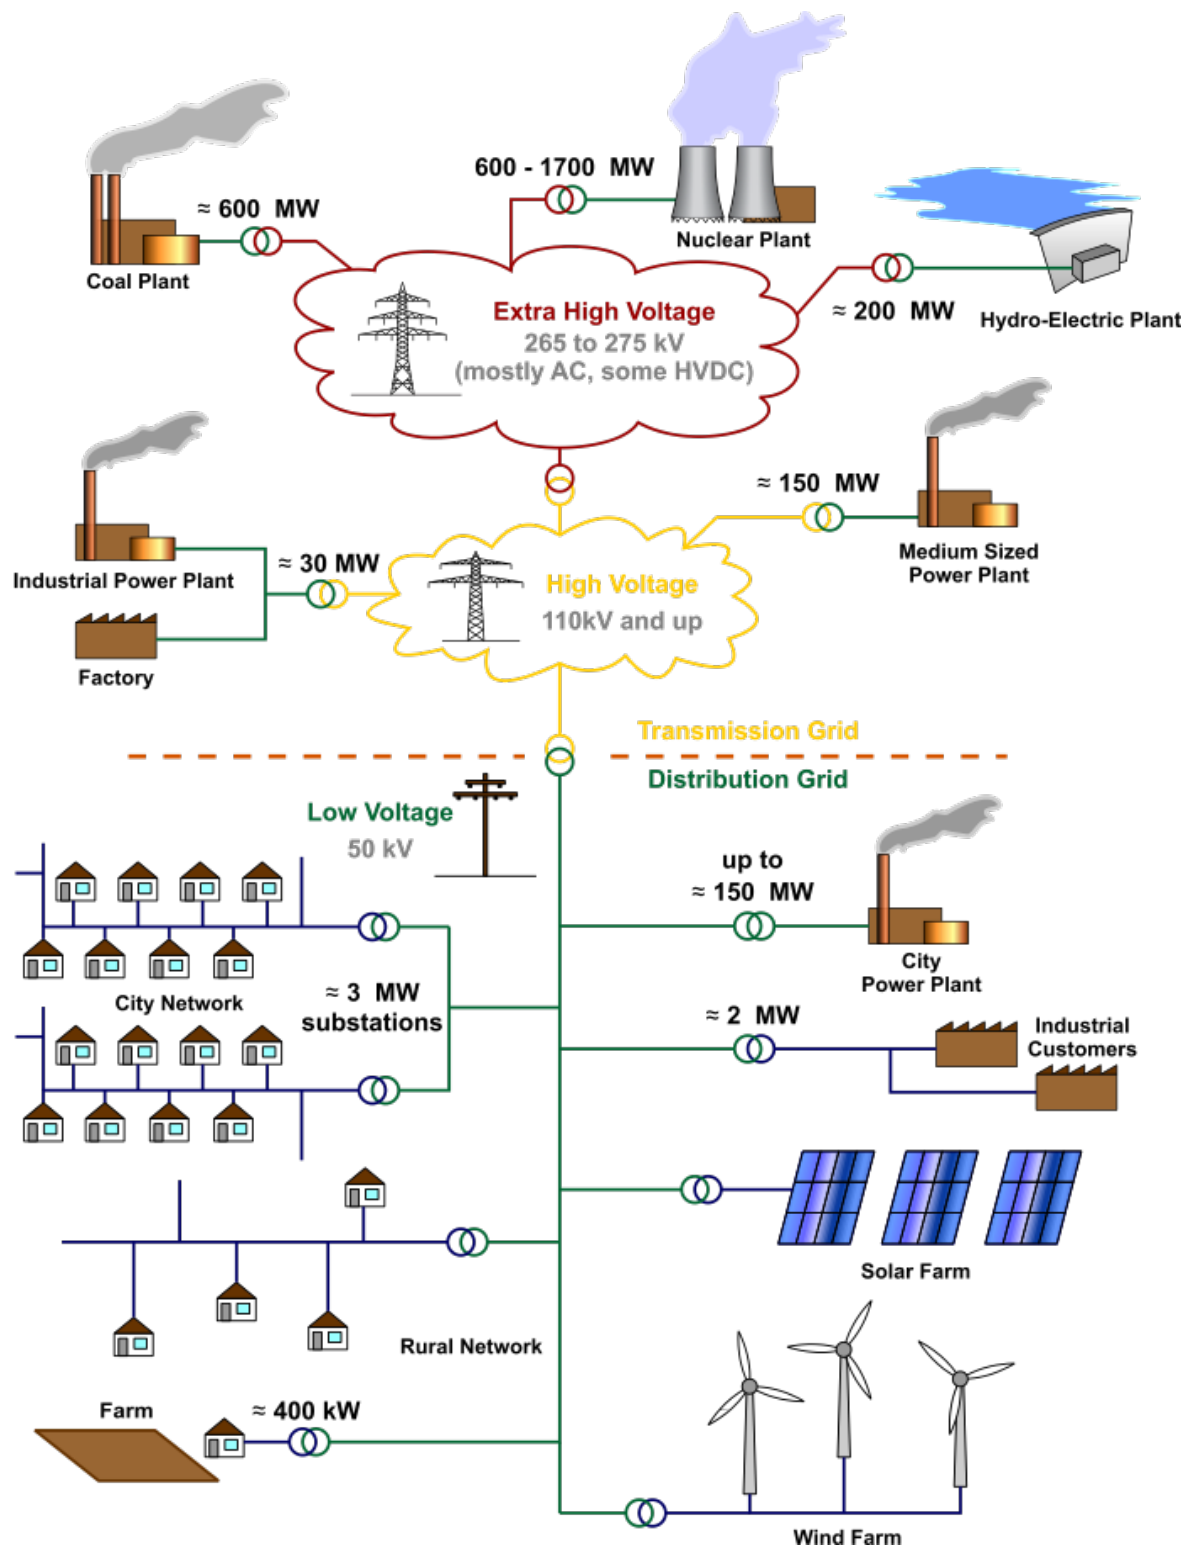 600 - 1700  MW
≈ 600  MW
Nuclear Plant
Coal Plant
Extra High Voltage
265 to 275 kV
(mostly AC, some HVDC)
≈ 200  MW
Hydro-Electric Plant
≈ 150  MW
Medium Sized
Power Plant
≈ 30 MW
Industrial Power Plant
High Voltage
110kV and up
Factory
Transmission Grid
Distribution Grid
Low Voltage
50 kV
up to
≈ 150  MW
City
Power Plant
City Network
≈ 3  MW
substations
≈ 2  MW
Industrial
Customers
Solar Farm
Rural Network
Farm
≈ 400 kW
Wind Farm